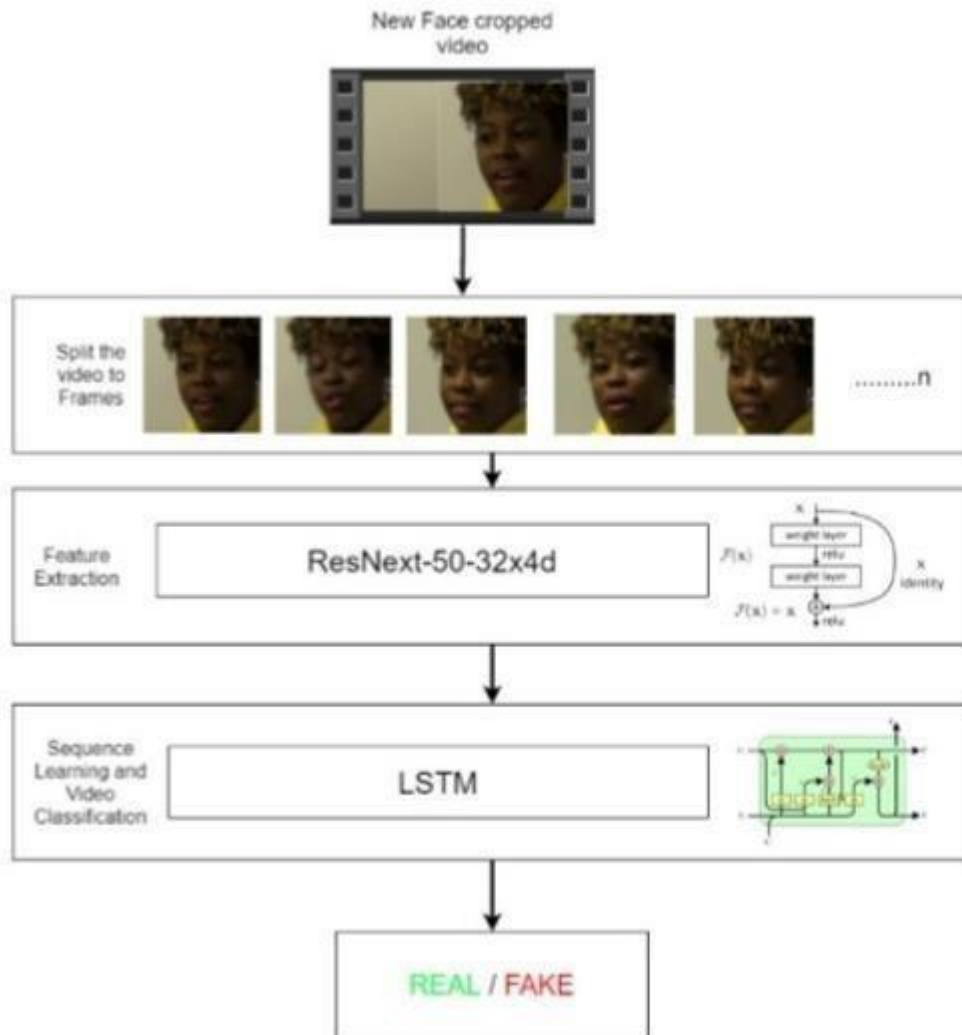 New Face cropped
video
Split the
video to
Frames
.........n
Feature
Extraction
ResNext-50-32x4d
x
weight layer
F(x)
relu
weight layer
x
identity
F(x) + x
relu
Sequence
Learning and
Video
Classification
LSTM
REAL / FAKE